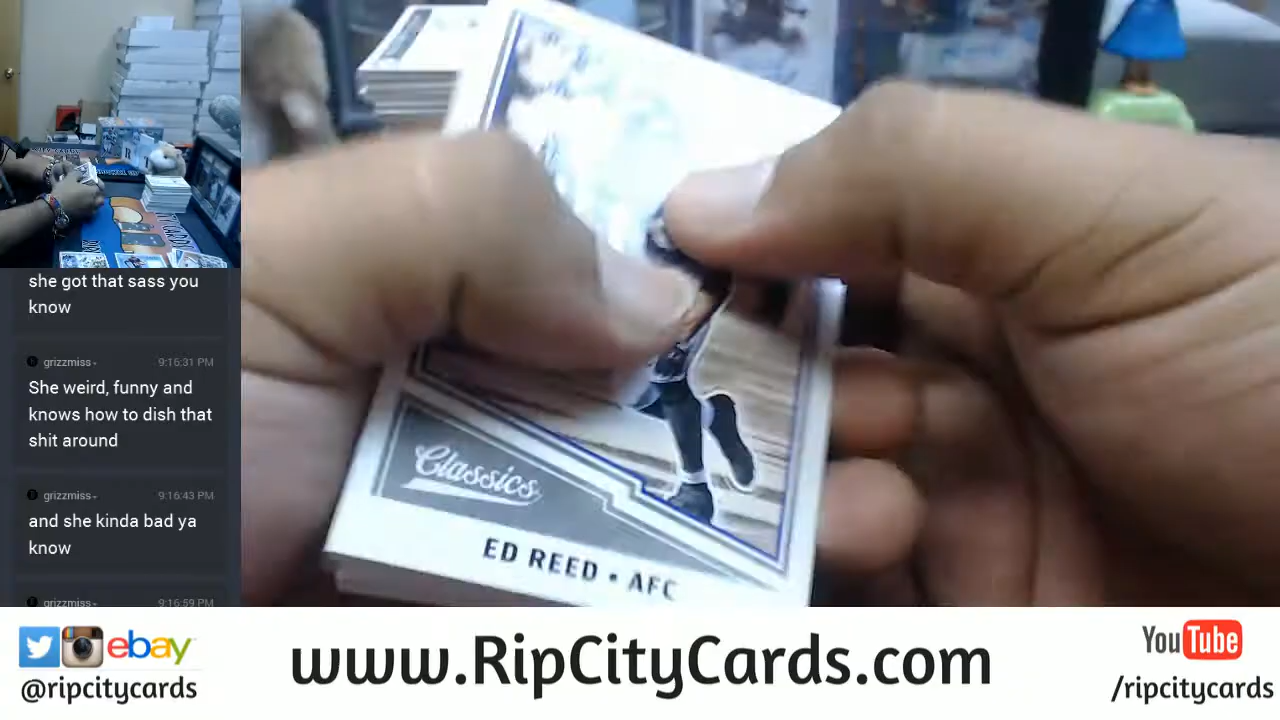 she got that sass you
know
grizzmiss
9:16:31 PM
She weird, funny and
knows how to dish that
shit around
grizzmiss
9:16:43 PM
and she kinda bad ya
know
grizzmiss
9:16:59 PM
Classics
ED REED • AFC
ebay
@ripcitycards
www.RipCityCards.com
YouTube
/ripcitycards